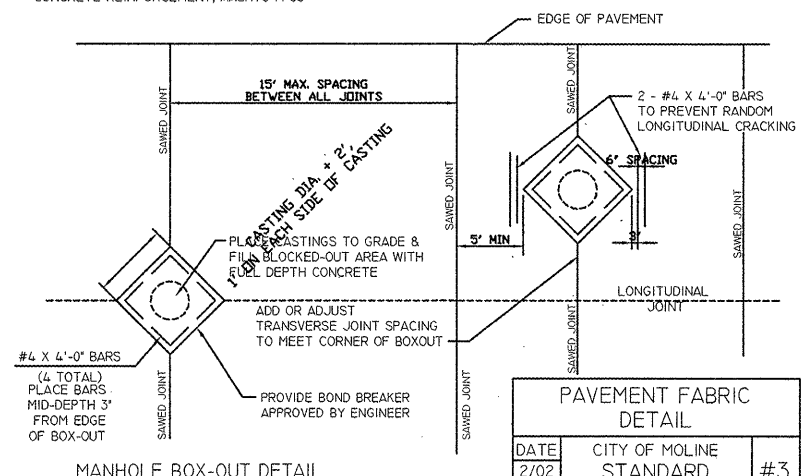 EDGE OF PAVEMENT
15' MAX. SPACING
BETWEEN ALL JOINTS
SAWED JOINT
SAWED JOINT
SAWED JOINT
SAWED JOINT
2 - #4 X 4'-0" BARS
TO PREVENT RANDOM
LONGITUDINAL CRACKING
6" SPACING
CASTING DIA. + 2',
1' ON EACH SIDE OF CASTING
5' MIN
3"
PLACE CASTINGS TO GRADE &
FILL BLOCKED-OUT AREA WITH
FULL DEPTH CONCRETE
LONGITUDINAL
JOINT
ADD OR ADJUST
TRANSVERSE JOINT SPACING
TO MEET CORNER OF BOXOUT
#4 X 4'-0" BARS
(4 TOTAL)
PLACE BARS
MID-DEPTH 3"
FROM EDGE
OF BOX-OUT
SAWED JOINT
PROVIDE BOND BREAKER
APPROVED BY ENGINEER
SAWED JOINT
SAWED JOINT
PAVEMENT FABRIC
DETAIL
DATE
2/02
CITY OF MOLINE
STANDARD
#3
MANHOLE BOX-OUT DETAIL